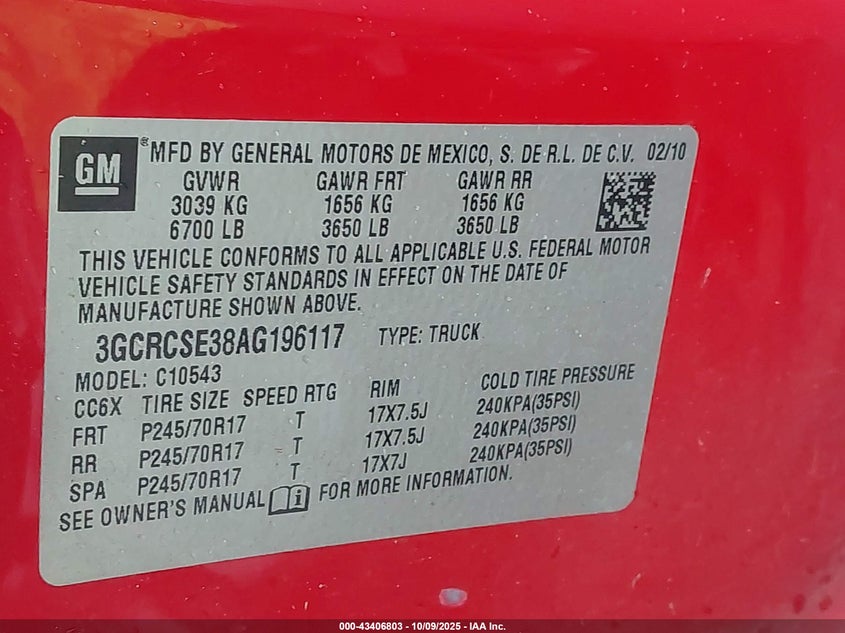 GM ® MFD BY GENERAL MOTORS DE MEXICO, S. DE R.L. DE C.V. 02/10
GVWR GAWR FRT GAWR RR
3039 KG 1656 KG 1656 KG
6700 LB 3650 LB 3650 LB
THIS VEHICLE CONFORMS TO ALL APPLICABLE U.S. FEDERAL MOTOR
VEHICLE SAFETY STANDARDS IN EFFECT ON THE DATE OF
MANUFACTURE SHOWN ABOVE.
3GCRCSE38AG196117 TYPE: TRUCK
MODEL: C10543
CC6X TIRE SIZE SPEED RTG RIM COLD TIRE PRESSURE
FRT P245/70R17 T 17X7.5J 240KPA(35PSI)
RR P245/70R17 T 17X7.5J 240KPA(35PSI)
SPA P245/70R17 T 17X7J 240KPA(35PSI)
SEE OWNER'S MANUAL i FOR MORE INFORMATION.
000-43406803 - 10/09/2025 - IAA Inc.